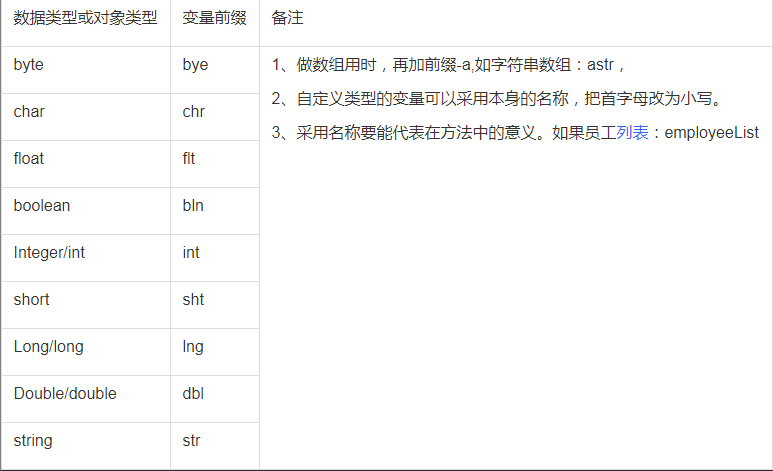 数据类型或对象类型 变量前缀 备注
byte bye 1、做数组用时，再加前缀-a,如字符串数组：astr，
2、自定义类型的变量可以采用本身的名称，把首字母改为小写。
char chr
3、采用名称要能代表在方法中的意义。如果员工列表：employeeList
float flt
boolean bln
Integer/int int
short sht
Long/long lng
Double/double dbl
string str